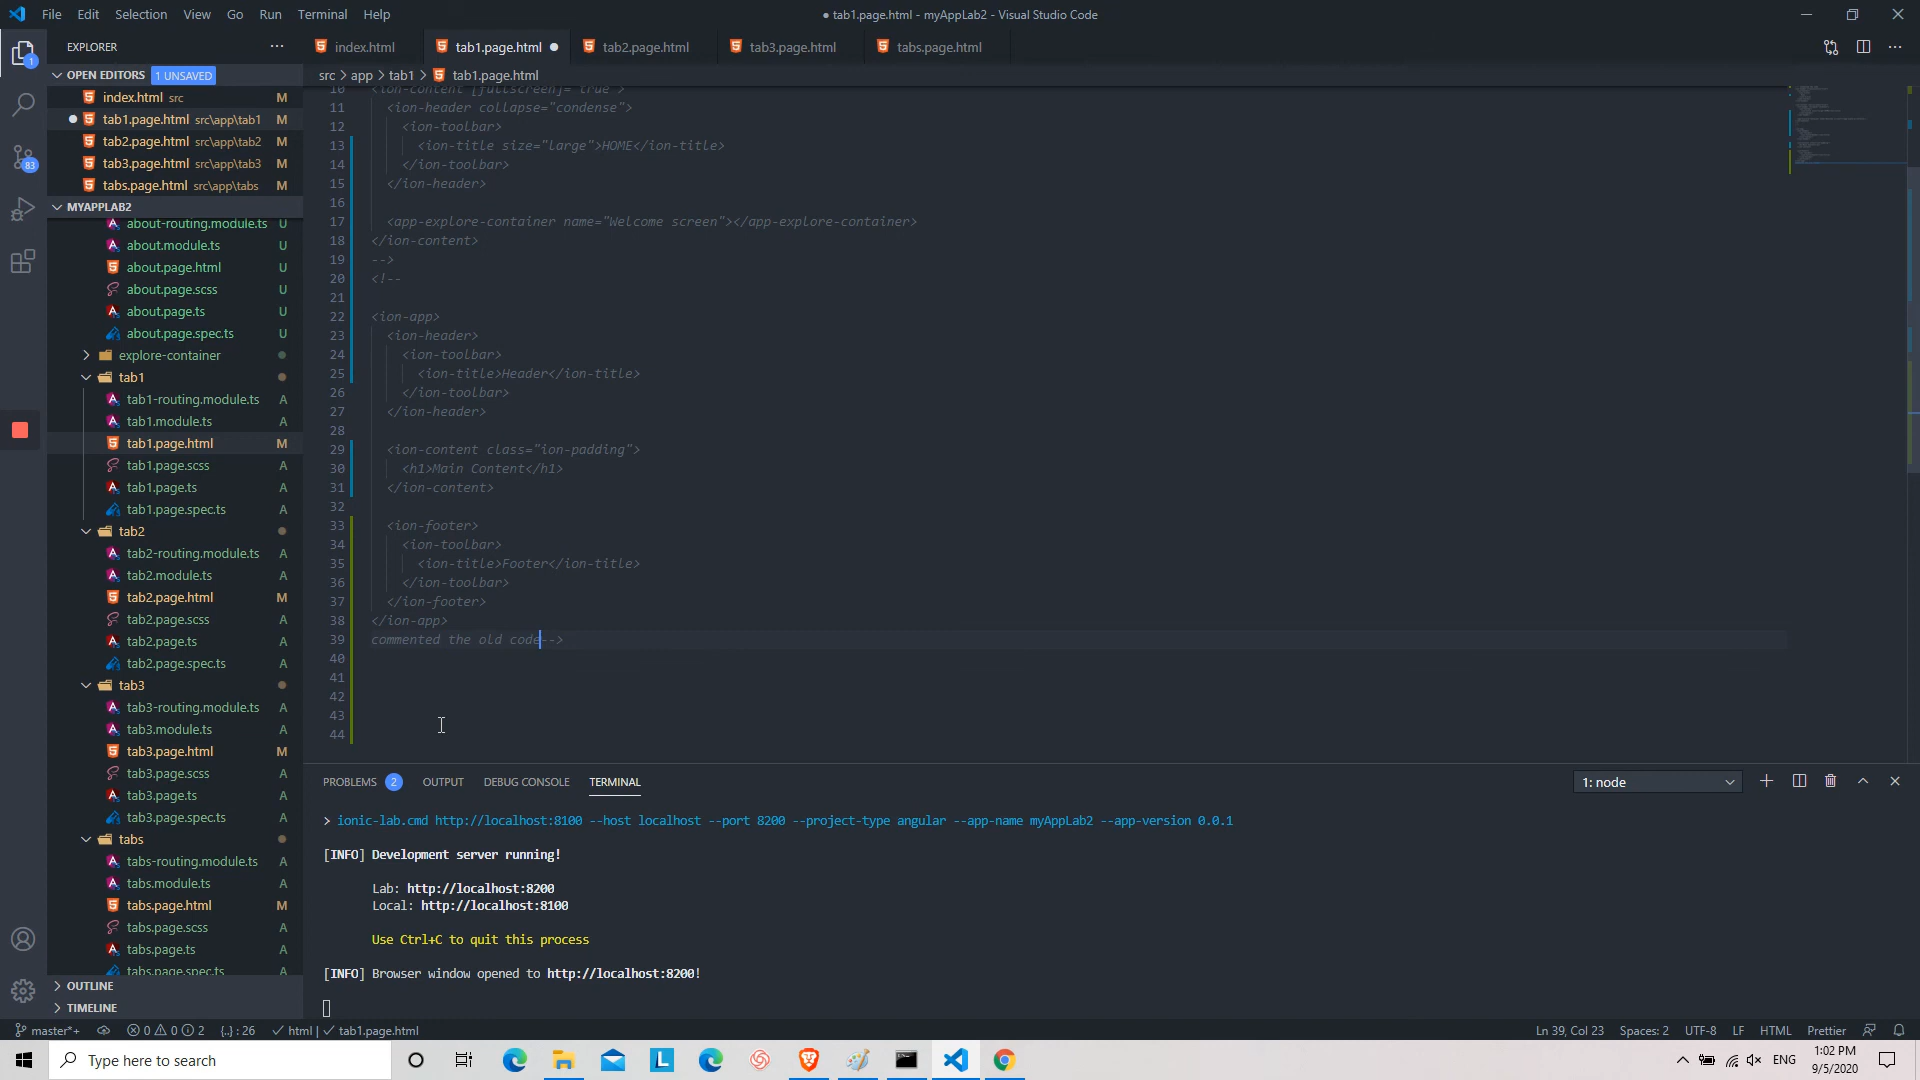 File Edit Selection View Go Run Terminal Help
● tab1.page.html - myAppLab2 - Visual Studio Code
EXPLORER
index.html
tab1.page.html
tab2.page.html
tab3.page.html
tabs.page.html
OPEN EDITORS 1 UNSAVED
src > app > tab1 > tab1.page.html
index.html src M
tab1.page.html src\app\tab1 M
tab2.page.html src\app\tab2 M
tab3.page.html src\app\tab3 M
tabs.page.html src\app\tabs M
MYAPPLAB2
about-routing.module.ts U
about.module.ts U
about.page.html U
about.page.scss U
about.page.ts U
about.page.spec.ts U
explore-container
tab1
tab1-routing.module.ts A
tab1.module.ts A
tab1.page.html M
tab1.page.scss A
tab1.page.ts A
tab1.page.spec.ts A
tab2
tab2-routing.module.ts A
tab2.module.ts A
tab2.page.html M
tab2.page.scss A
tab2.page.ts A
tab2.page.spec.ts A
tab3
tab3-routing.module.ts A
tab3.module.ts A
tab3.page.html M
tab3.page.scss A
tab3.page.ts A
tab3.page.spec.ts A
tabs
tabs-routing.module.ts A
tabs.module.ts A
tabs.page.html M
tabs.page.scss A
tabs.page.ts A
tabs.page.spec.ts A
OUTLINE
TIMELINE
1
83
10 <ion-content [fullscreen]="true">
11 <ion-header collapse="condense">
12 <ion-toolbar>
13 <ion-title size="large">HOME</ion-title>
14 </ion-toolbar>
15 </ion-header>
16
17 <app-explore-container name="Welcome screen"></app-explore-container>
18 </ion-content>
19 -->
20 <!--
21
22 <ion-app>
23 <ion-header>
24 <ion-toolbar>
25 <ion-title>Header</ion-title>
26 </ion-toolbar>
27 </ion-header>
28
29 <ion-content class="ion-padding">
30 <h1>Main Content</h1>
31 </ion-content>
32
33 <ion-footer>
34 <ion-toolbar>
35 <ion-title>Footer</ion-title>
36 </ion-toolbar>
37 </ion-footer>
38 </ion-app>
39 commented the old code-->
40
41
42
43
44
PROBLEMS 2 OUTPUT DEBUG CONSOLE TERMINAL 1: node
> ionic-lab.cmd http://localhost:8100 --host localhost --port 8200 --project-type angular --app-name myAppLab2 --app-version 0.0.1
[INFO] Development server running!
Lab: http://localhost:8200
Local: http://localhost:8100
Use Ctrl+C to quit this process
[INFO] Browser window opened to http://localhost:8200!
master*+ 0 0 2 {..} : 26 html | tab1.page.html Ln 39, Col 23 Spaces: 2 UTF-8 LF HTML Prettier
Type here to search
L
ENG
1:02 PM
9/5/2020